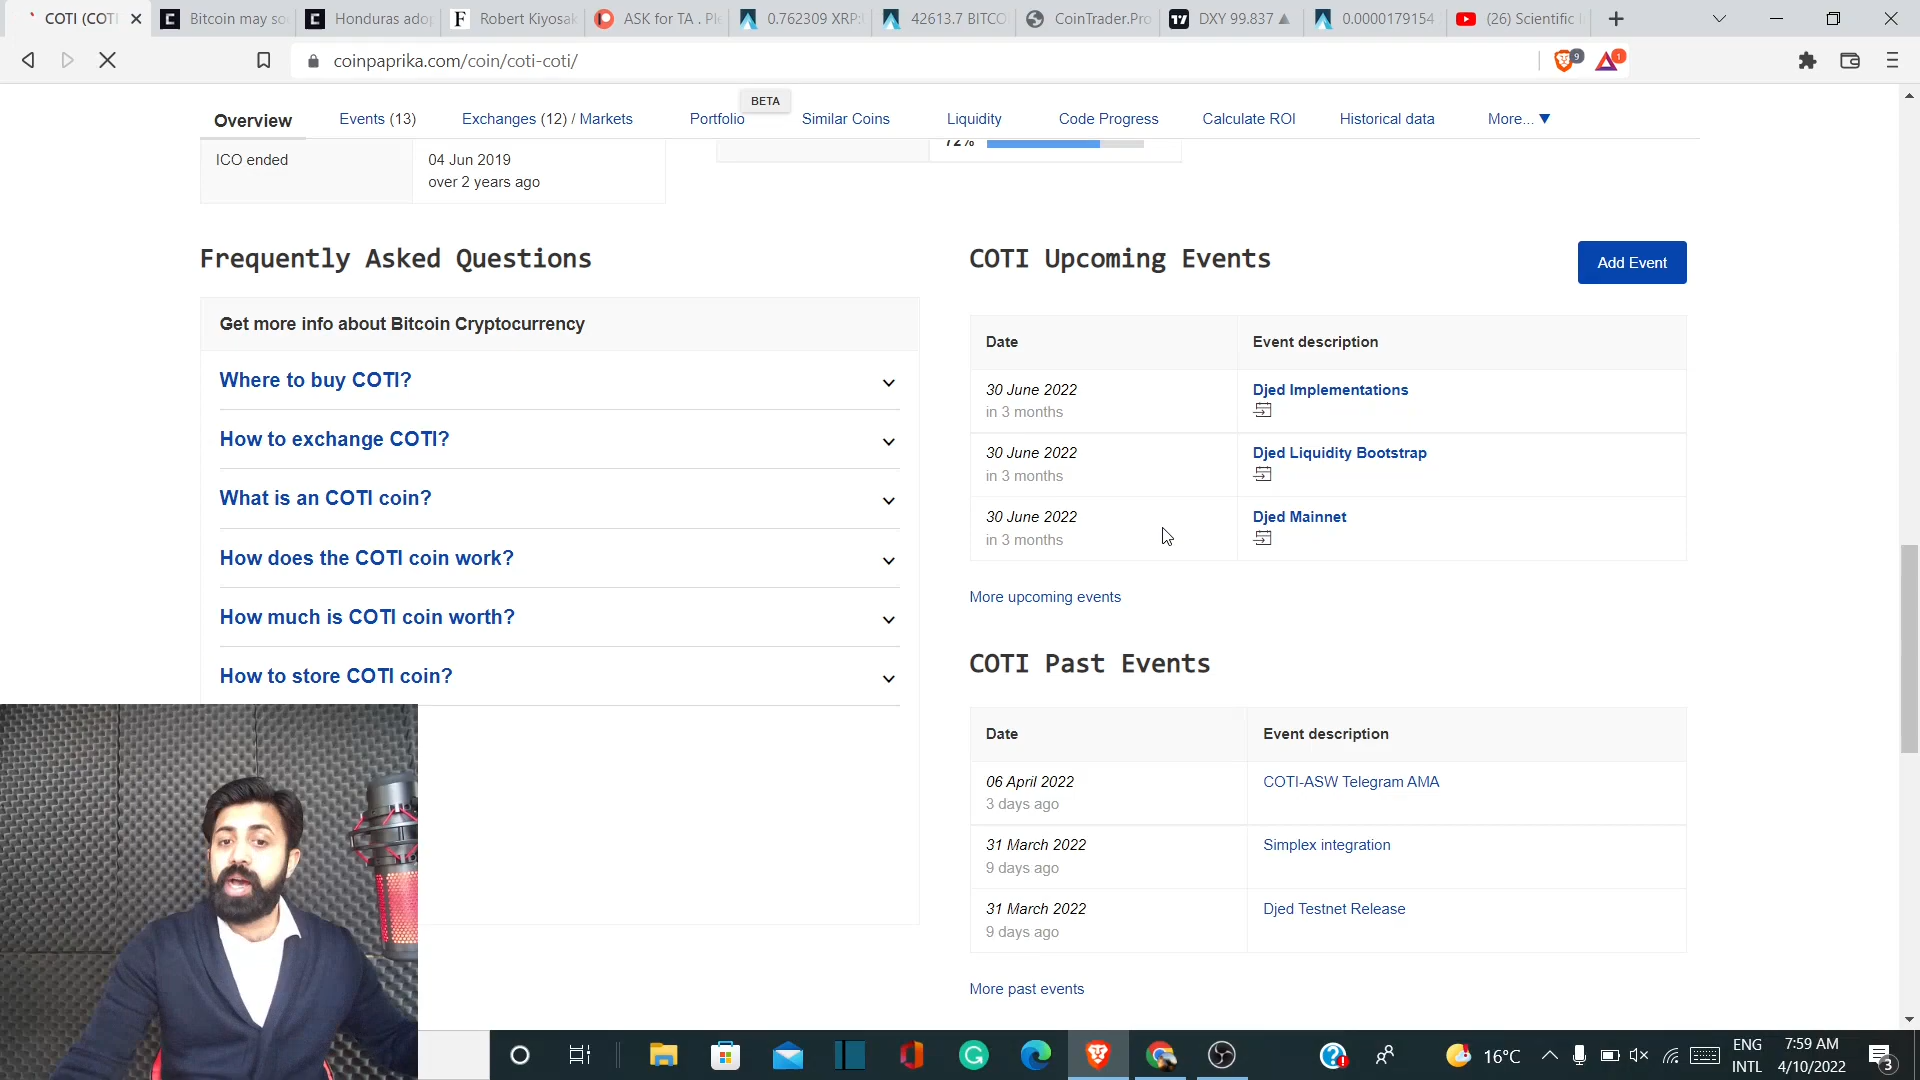 COTI (COTI
Bitcoin may so
Honduras adop
Robert Kiyosak
ASK for TA . Pl
0.762309 XRP:
42613.7 BITCO
CoinTrader.Pro
DXY 99.837 ▲
0.0000179154
(26) Scientific
coinpaprika.com/coin/coti-coti/
9
1
BETA
Overview
Events (13)
Exchanges (12) / Markets
Portfolio
Similar Coins
Liquidity
Code Progress
Calculate ROI
Historical data
More... ▼
ICO ended
04 Jun 2019
over 2 years ago
72%
Frequently Asked Questions
Get more info about Bitcoin Cryptocurrency
Where to buy COTI?
How to exchange COTI?
What is an COTI coin?
How does the COTI coin work?
How much is COTI coin worth?
How to store COTI coin?
COTI Upcoming Events
Add Event
Date
Event description
30 June 2022
in 3 months
Djed Implementations
30 June 2022
in 3 months
Djed Liquidity Bootstrap
30 June 2022
in 3 months
Djed Mainnet
More upcoming events
COTI Past Events
Date
Event description
06 April 2022
3 days ago
COTI-ASW Telegram AMA
31 March 2022
9 days ago
Simplex integration
31 March 2022
9 days ago
Djed Testnet Release
More past events
16°C
ENG
INTL
7:59 AM
4/10/2022
3